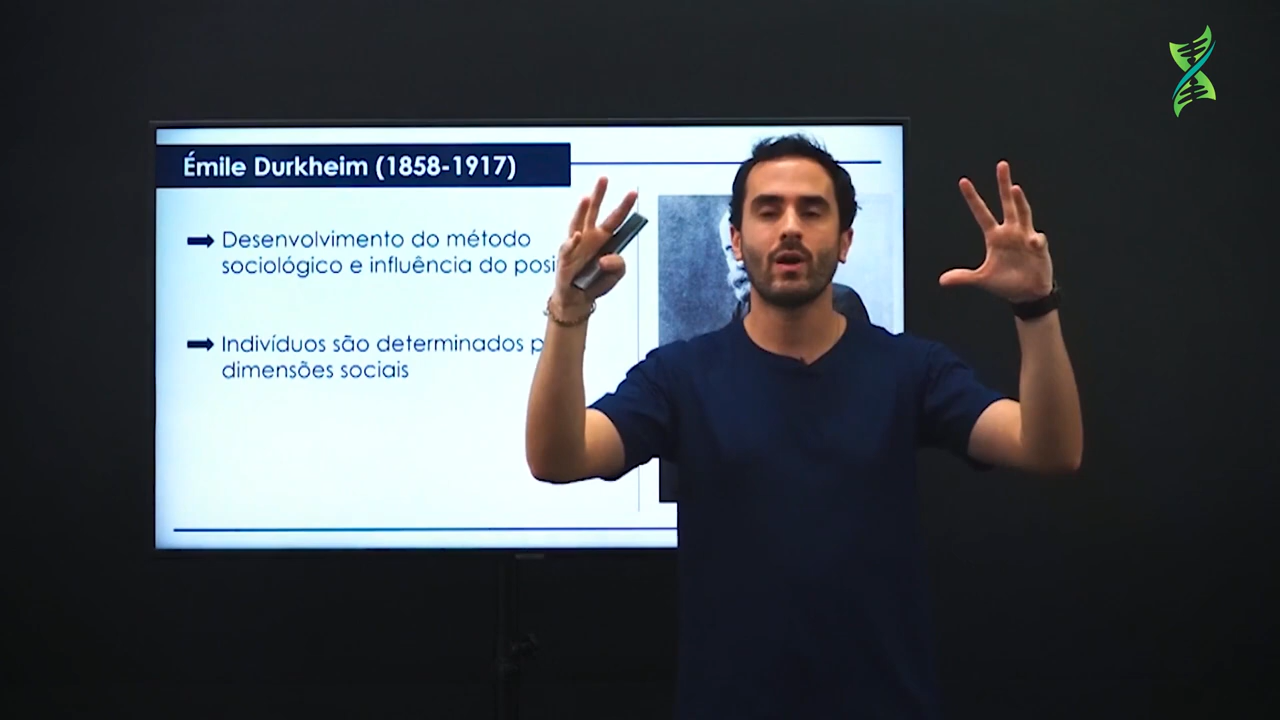 Émile Durkheim (1858-1917)
Desenvolvimento do método
sociológico e influência do
Indivíduos são determinados
dimensões sociais